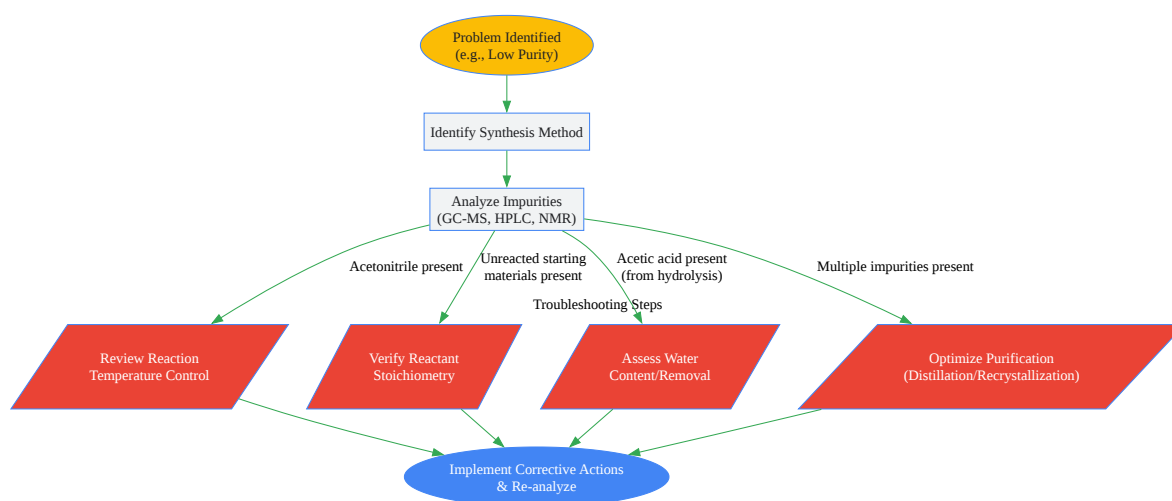 Problem Identified
(e.g., Low Purity)
Identify Synthesis Method
Analyze Impurities
(GC-MS, HPLC, NMR)
Acetonitrile present
Unreacted starting
materials present
Acetic acid present
(from hydrolysis)
Multiple impurities present
Troubleshooting Steps
Review Reaction
Temperature Control
Verify Reactant
Stoichiometry
Assess Water
Content/Removal
Optimize Purification
(Distillation/Recrystallization)
Implement Corrective Actions
& Re-analyze